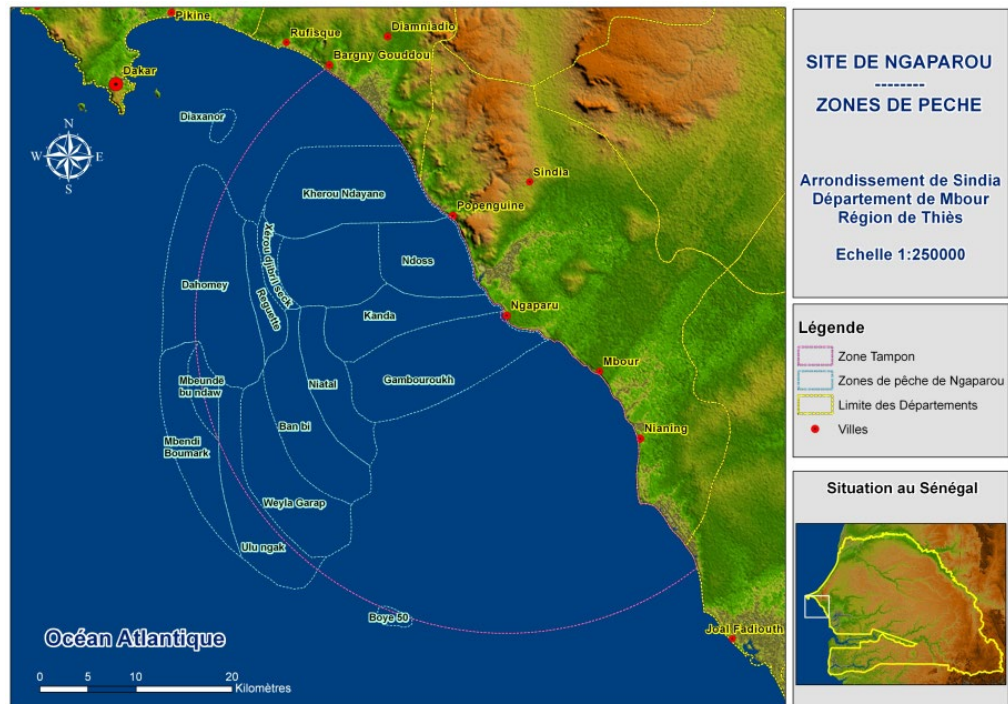 Pikine
Rufisque
Diamniadio
Bargny Gouddou
Dakar
Diaxanor
N
W E
S
Sindia
Kherou Ndayane
Popenguine
Xérou djibril seck
Ndoss
Dahomey
Reguette
Kanda
Ngaparu
Mbour
Mbeunde
bu ndaw
Niatal
Gambouroukh
Ban bi
Nianing
Mbendi
Boumark
Weyla Garap
Ulu ngak
Boye 50
Joal Fadiouth
Océan Atlantique
0 5 10 20
Kilomètres
SITE DE NGAPAROU
--------
ZONES DE PECHE
Arrondissement de Sindia
Département de Mbour
Région de Thiès
Echelle 1:250000
Légende
Zone Tampon
Zones de pêche de Ngaparou
Limite des Départements
Villes
Situation au Sénégal